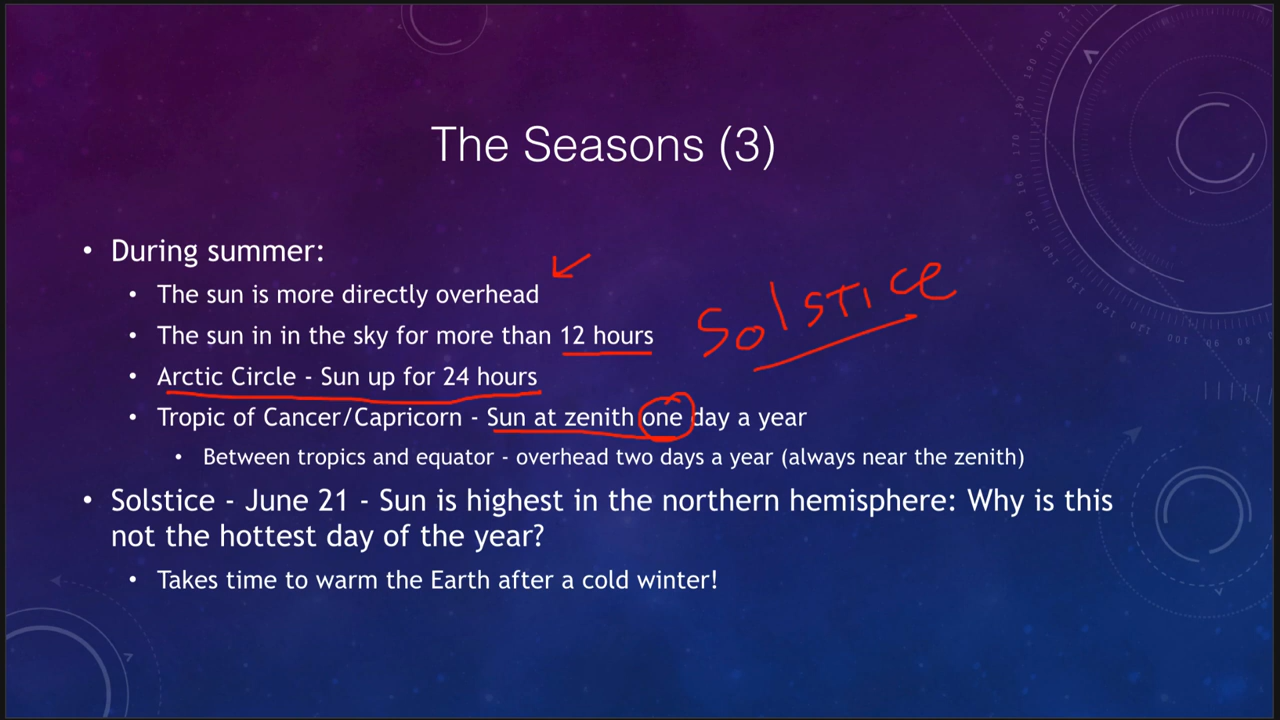 The Seasons (3)
• During summer:
• The sun is more directly overhead
• The sun in in the sky for more than 12 hours
Solstice
• Arctic Circle - Sun up for 24 hours
• Tropic of Cancer/Capricorn - Sun at zenith one day a year
• Between tropics and equator - overhead two days a year (always near the zenith)
• Solstice - June 21 - Sun is highest in the northern hemisphere: Why is this
not the hottest day of the year?
• Takes time to warm the Earth after a cold winter!